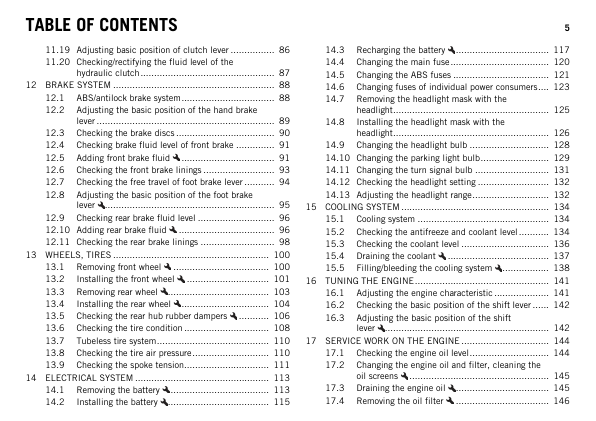 TABLE OF CONTENTS 5
11.19 Adjusting basic position of clutch lever ................ 86
11.20 Checking/rectifying the fluid level of the
hydraulic clutch .................................................. 87
12 BRAKE SYSTEM ........................................................... 88
12.1 ABS/antilock brake system .................................. 88
12.2 Adjusting the basic position of the hand brake
lever ................................................................. 89
12.3 Checking the brake discs ..................................... 90
12.4 Checking brake fluid level of front brake ............... 91
12.5 Adding front brake fluid ................................... 91
12.6 Checking the front brake linings ........................... 93
12.7 Checking the free travel of foot brake lever ............ 94
12.8 Adjusting the basic position of the foot brake
lever .............................................................. 95
12.9 Checking rear brake fluid level ............................. 96
12.10 Adding rear brake fluid .................................... 96
12.11 Checking the rear brake linings ............................ 98
13 WHEELS, TIRES ......................................................... 100
13.1 Removing front wheel .................................... 100
13.2 Installing the front wheel ................................ 101
13.3 Removing rear wheel ..................................... 103
13.4 Installing the rear wheel ................................. 104
13.5 Checking the rear hub rubber dampers ............. 106
13.6 Checking the tire condition ................................ 108
13.7 Tubeless tire system ......................................... 110
13.8 Checking the tire air pressure ............................ 110
13.9 Checking the spoke tension ................................ 111
14 ELECTRICAL SYSTEM ................................................. 113
14.1 Removing the battery ..................................... 113
14.2 Installing the battery ...................................... 115
14.3 Recharging the battery ................................... 117
14.4 Changing the main fuse ..................................... 120
14.5 Changing the ABS fuses .................................... 121
14.6 Changing fuses of individual power consumers.... 123
14.7 Removing the headlight mask with the
headlight ........................................................ 125
14.8 Installing the headlight mask with the
headlight ........................................................ 126
14.9 Changing the headlight bulb .............................. 128
14.10 Changing the parking light bulb .......................... 129
14.11 Changing the turn signal bulb ............................. 131
14.12 Checking the headlight setting ........................... 132
14.13 Adjusting the headlight range ............................. 132
15 COOLING SYSTEM ...................................................... 134
15.1 Cooling system ................................................ 134
15.2 Checking the antifreeze and coolant level ........... 134
15.3 Checking the coolant level ................................. 136
15.4 Draining the coolant ....................................... 137
15.5 Filling/bleeding the cooling system .................. 138
16 TUNING THE ENGINE ................................................. 141
16.1 Adjusting the engine characteristic ..................... 141
16.2 Checking the basic position of the shift lever ...... 142
16.3 Adjusting the basic position of the shift
lever ............................................................. 142
17 SERVICE WORK ON THE ENGINE ................................ 144
17.1 Checking the engine oil level .............................. 144
17.2 Changing the engine oil and filter, cleaning the
oil screens ..................................................... 145
17.3 Draining the engine oil ................................... 145
17.4 Removing the oil filter .................................... 146